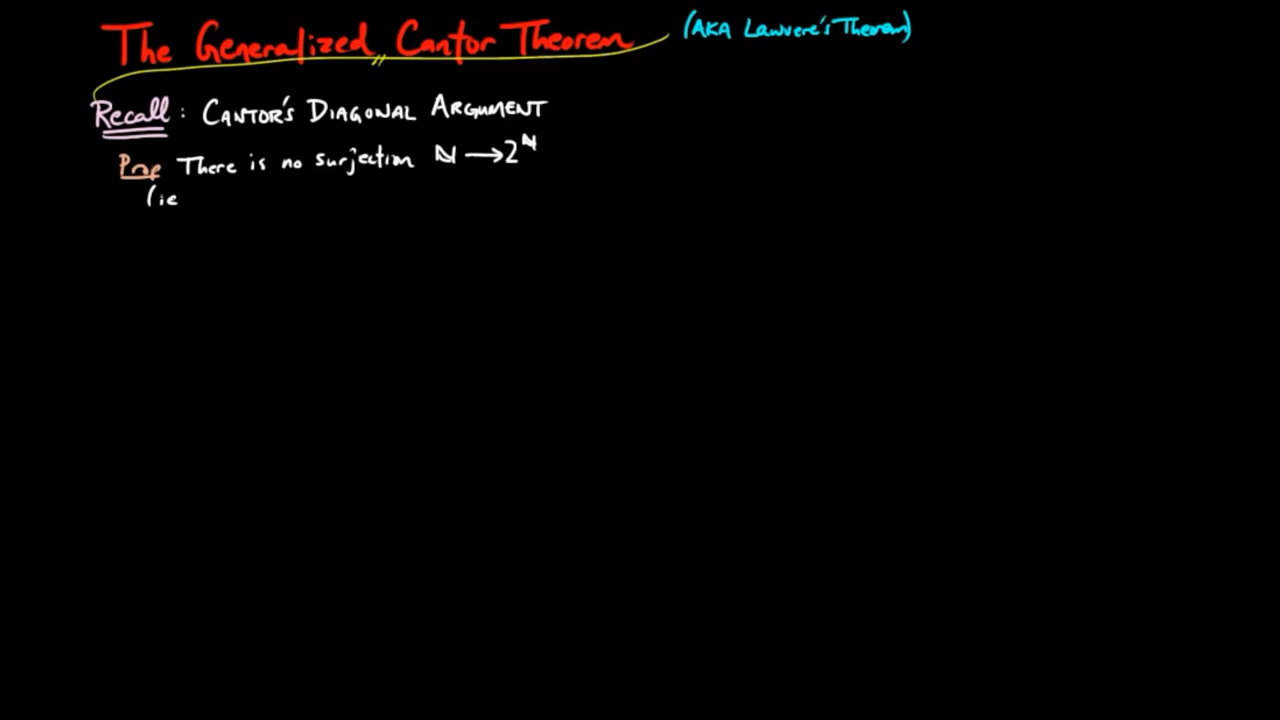 The Generalized Cantor Theorem (AKA Lawvere's Theorem)
Recall: CANTOR'S DIAGONAL ARGUMENT
Prop There is no surjection ℕ → 2^ℕ
(ie